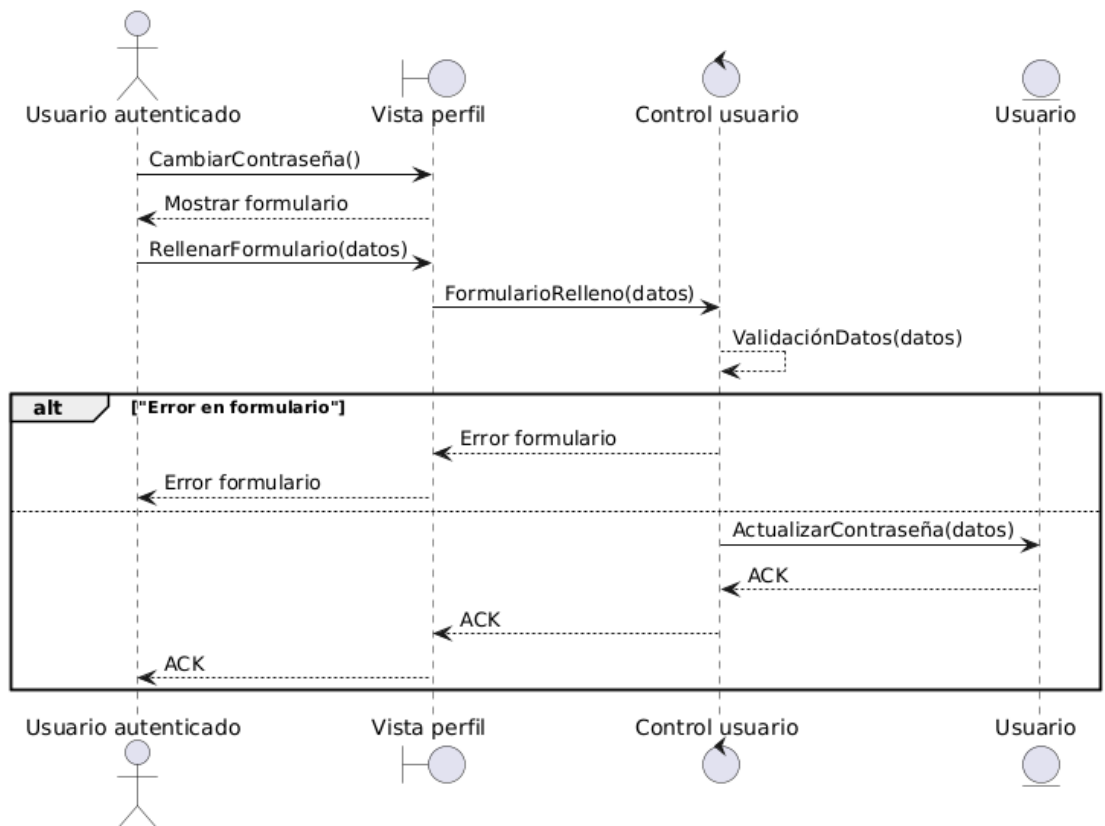 Usuario autenticado
Vista perfil
Control usuario
Usuario
CambiarContraseña()
Mostrar formulario
RellenarFormulario(datos)
FormularioRelleno(datos)
ValidaciónDatos(datos)
alt
["Error en formulario"]
Error formulario
Error formulario
ActualizarContraseña(datos)
ACK
ACK
ACK
Usuario autenticado
Vista perfil
Control usuario
Usuario